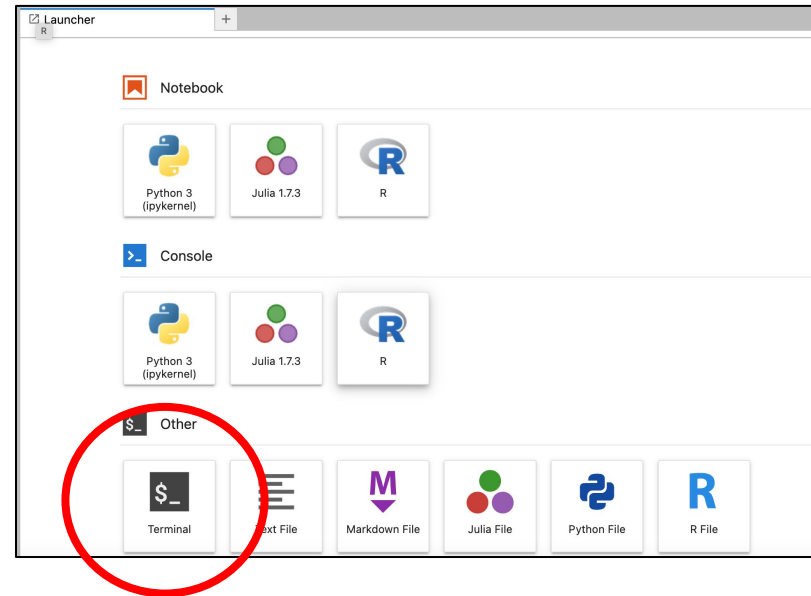 Launcher
+
R
Notebook
Python 3
(ipykernel)
Julia 1.7.3
R
R
Console
Python 3
(ipykernel)
Julia 1.7.3
R
R
$_ Other
$_
Terminal
Text File
M
Markdown File
Julia File
Python File
R
R File